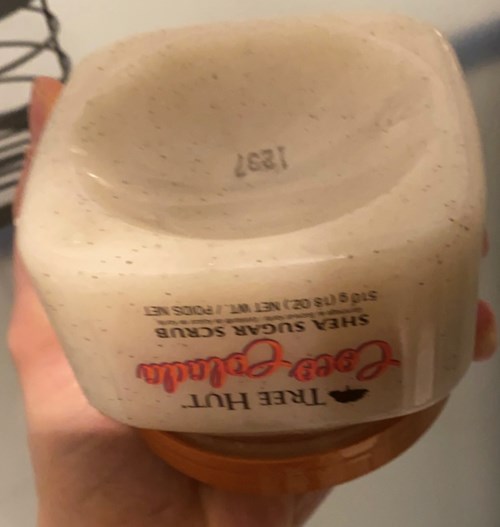 TREE HUT
Coco Colada
SHEA SUGAR SCRUB
510 g (18 OZ.) NET WT. / POIDS NET
1297